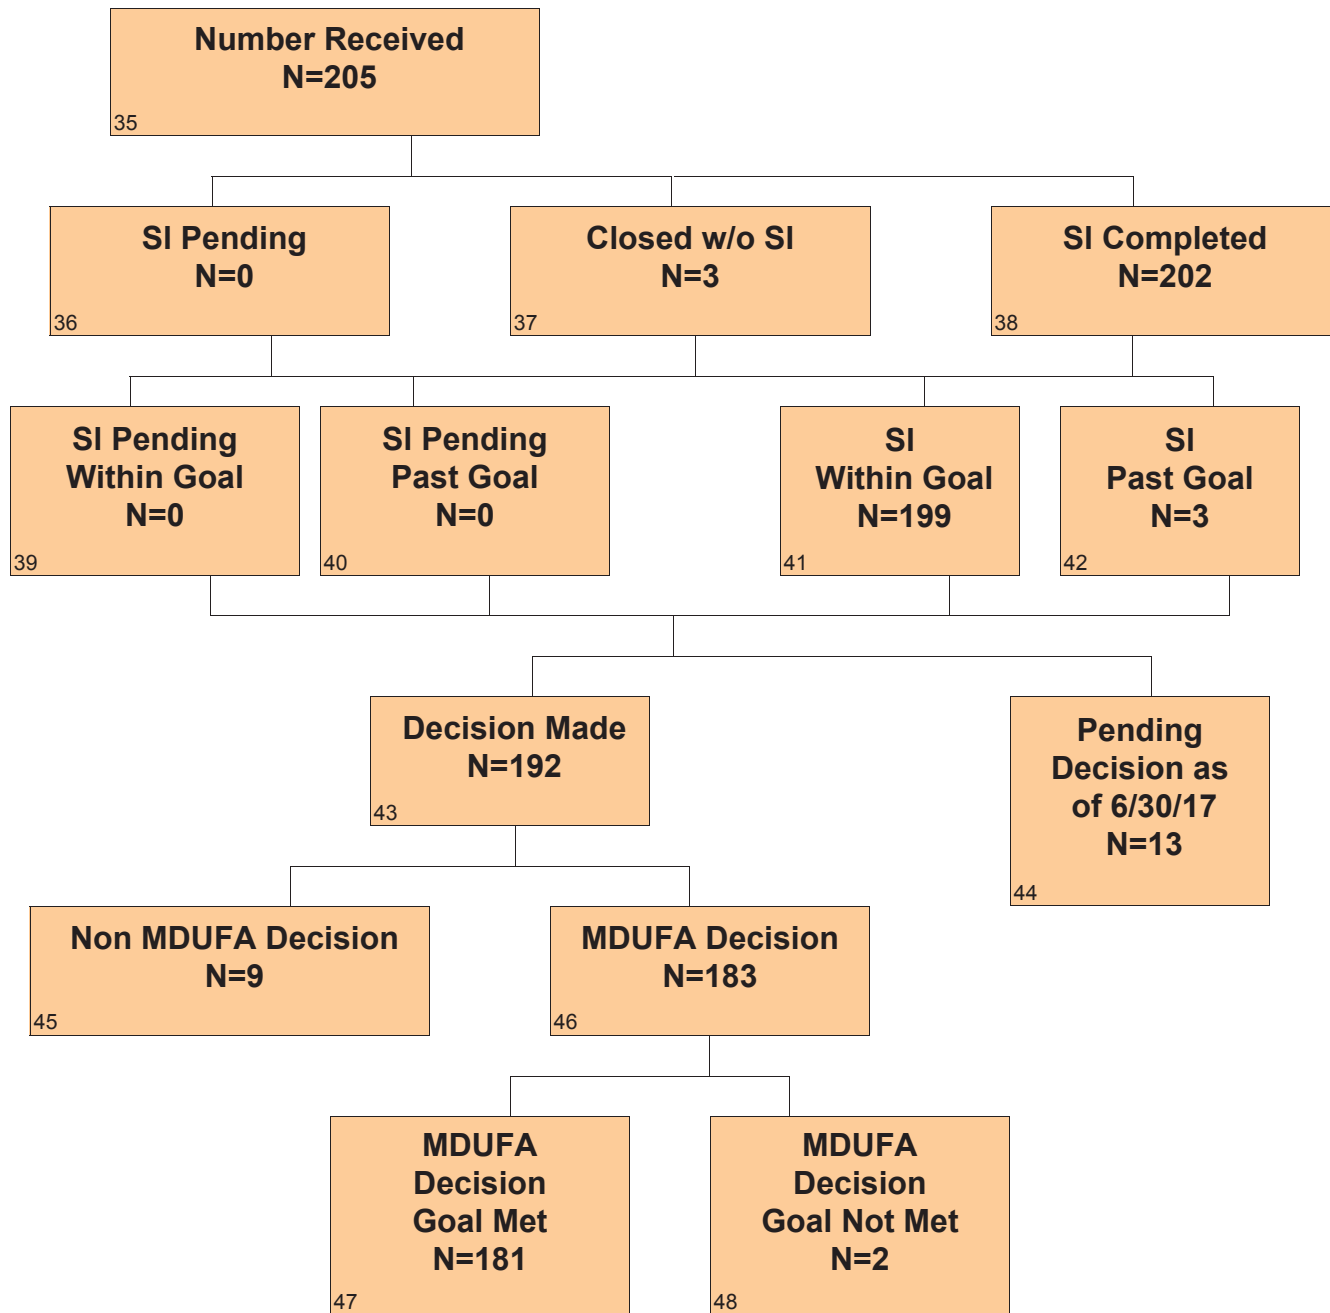 Number Received
N=205
35
SI Pending
N=0
36
Closed w/o SI
N=3
37
SI Completed
N=202
38
SI Pending
Within Goal
N=0
39
SI Pending
Past Goal
N=0
40
SI
Within Goal
N=199
41
SI
Past Goal
N=3
42
Decision Made
N=192
43
Pending
Decision as
of 6/30/17
N=13
44
Non MDUFA Decision
N=9
45
MDUFA Decision
N=183
46
MDUFA
Decision
Goal Met
N=181
47
MDUFA
Decision
Goal Not Met
N=2
48